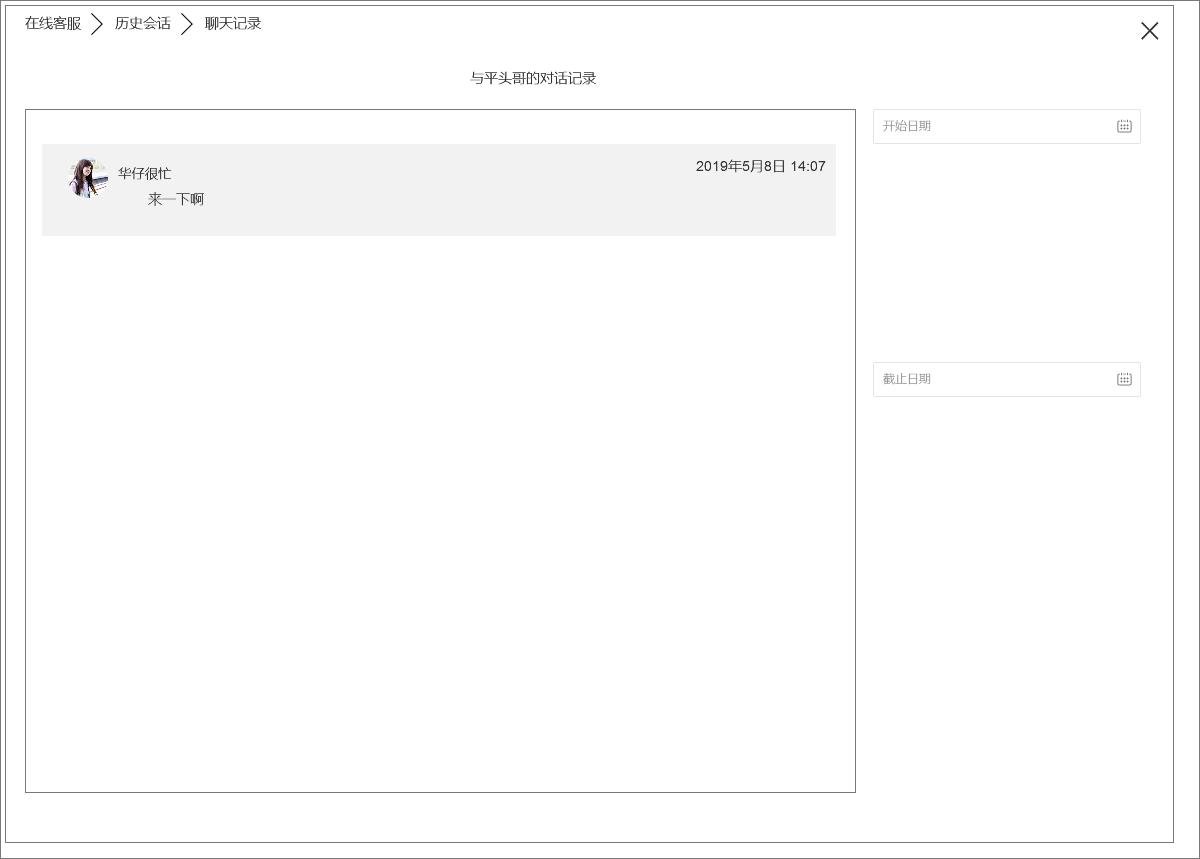 在线客服 历史会话 聊天记录
与平头哥的对话记录
华仔很忙 2019年5月8日 14:07
来一下啊
开始日期
截止日期